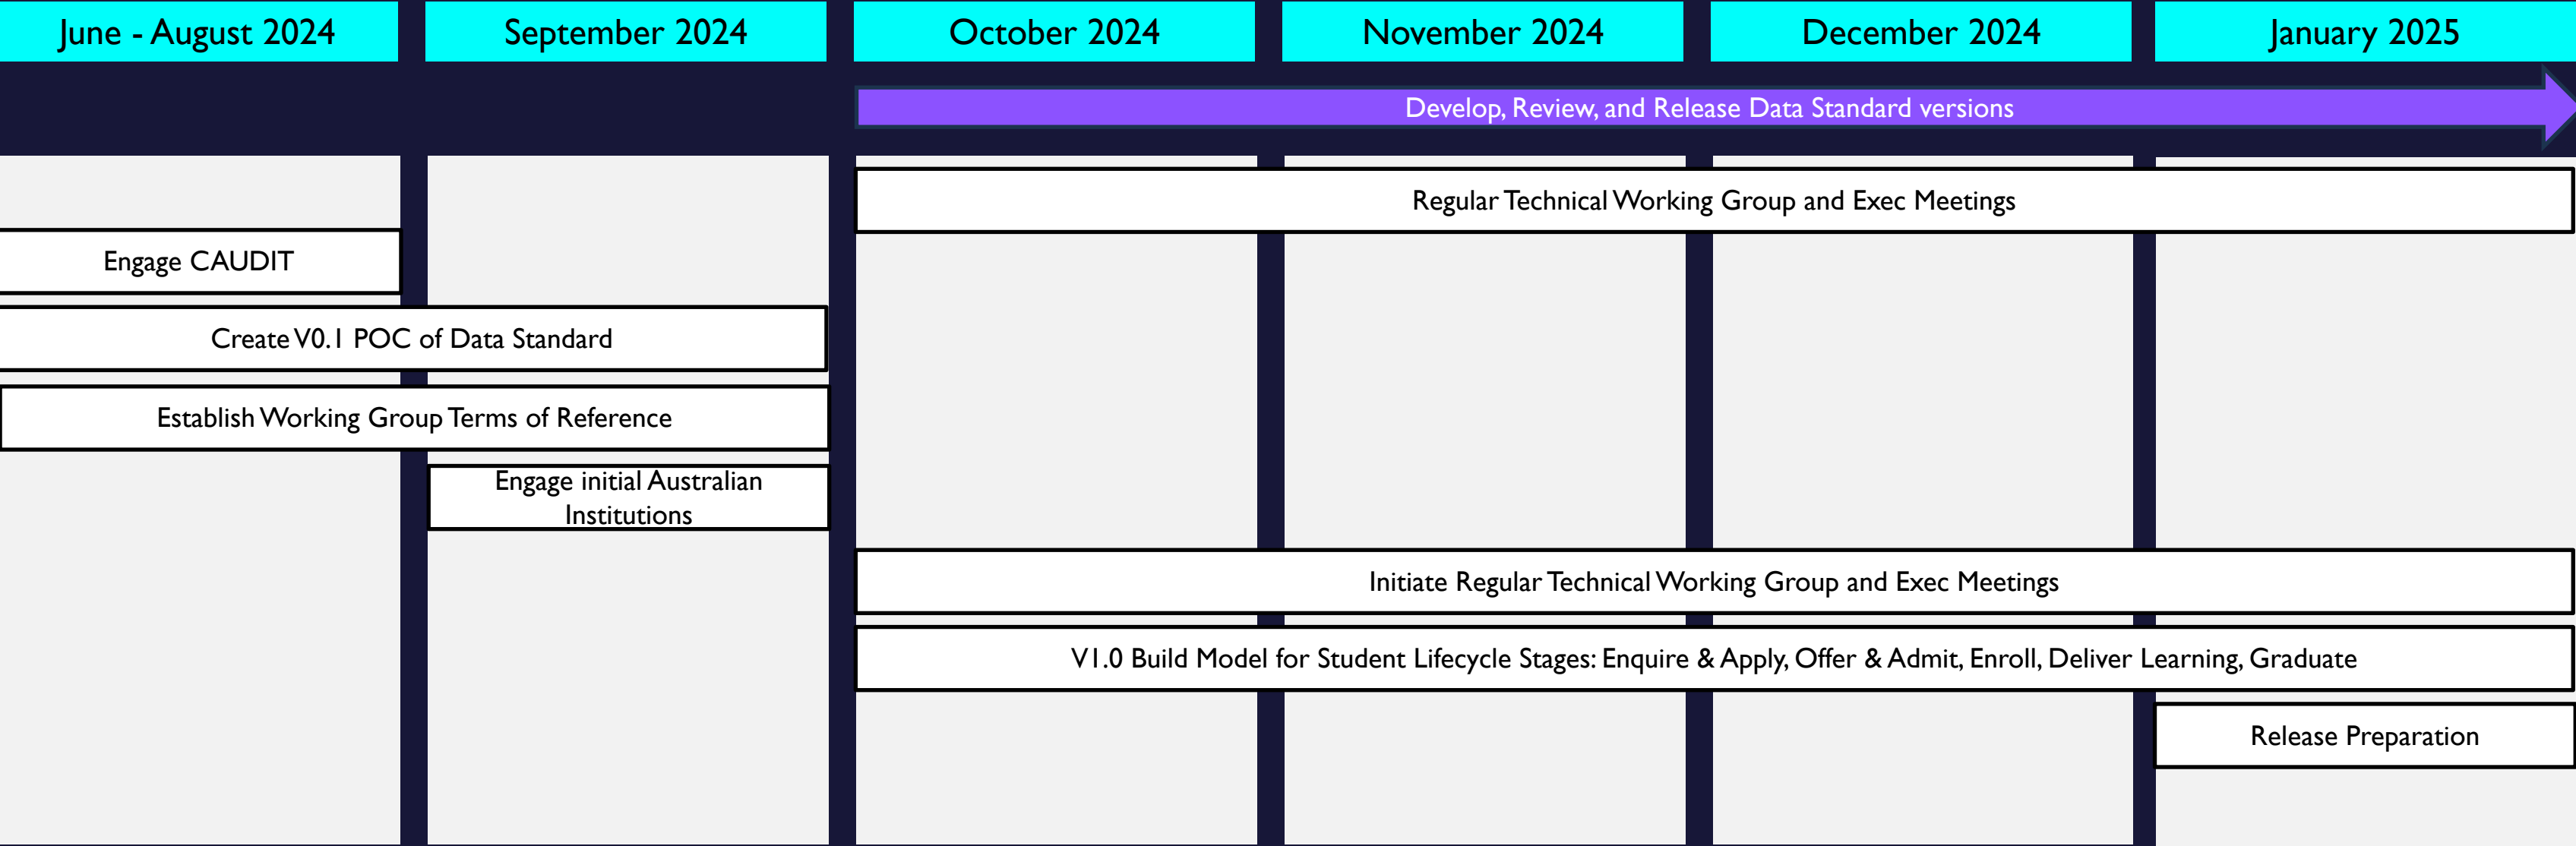 June - August 2024
September 2024
October 2024
November 2024
December 2024
January 2025
Develop, Review, and Release Data Standard versions
Regular Technical Working Group and Exec Meetings
Engage CAUDIT
Create V0.1 POC of Data Standard
Establish Working Group Terms of Reference
Engage initial Australian
Institutions
Initiate Regular Technical Working Group and Exec Meetings
V1.0 Build Model for Student Lifecycle Stages: Enquire & Apply, Offer & Admit, Enroll, Deliver Learning, Graduate
Release Preparation